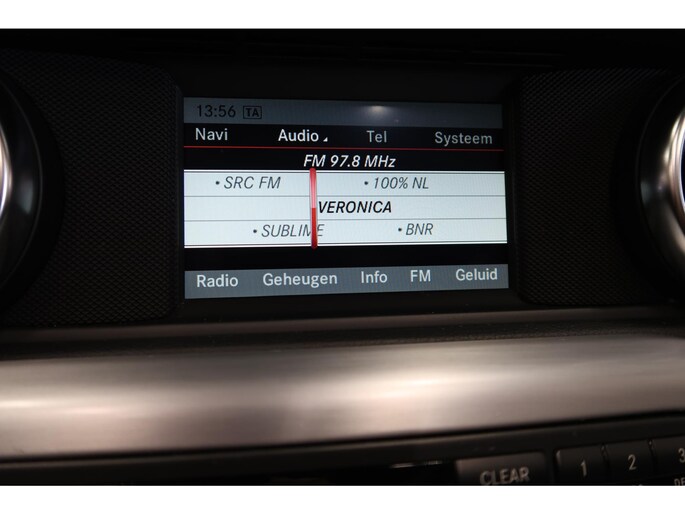 13:56 TA
Navi Audio Tel Systeem
FM 97.8 MHz
• SRC FM • 100% NL
VERONICA
• SUBLIME • BNR
Radio Geheugen Info FM Geluid
CLEAR 1 2 3